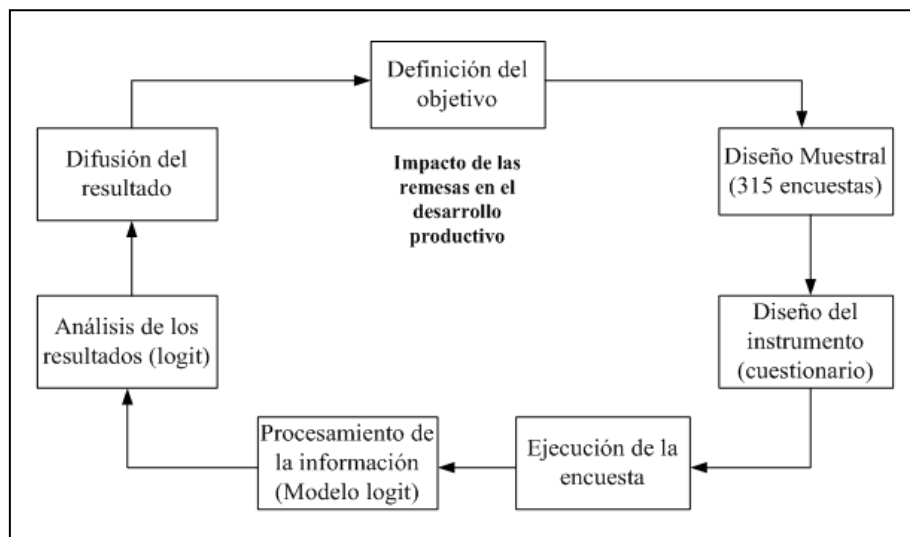 Definición del
objetivo
Impacto de las
remesas en el
desarrollo
productivo
Diseño Muestral
(315 encuestas)
Diseño del
instrumento
(cuestionario)
Ejecución de la
encuesta
Procesamiento de
la información
(Modelo logit)
Análisis de los
resultados (logit)
Difusión del
resultado